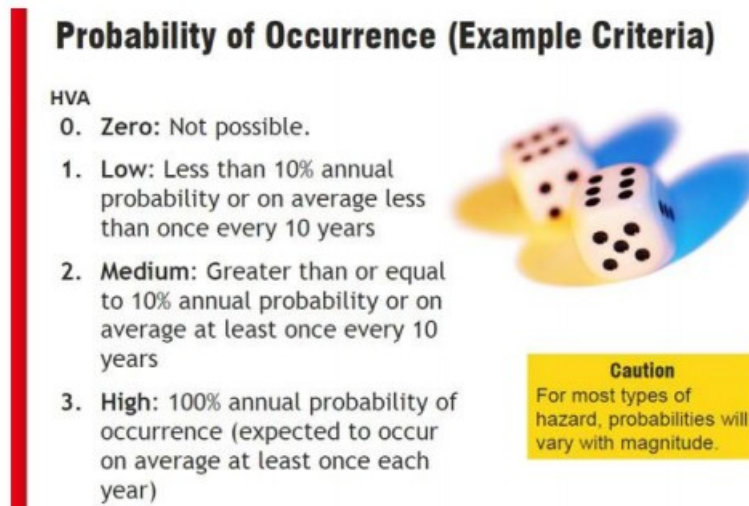 Probability of Occurrence (Example Criteria)
HVA
0. Zero: Not possible.
1. Low: Less than 10% annual
probability or on average less
than once every 10 years
2. Medium: Greater than or equal
to 10% annual probability or on
average at least once every 10
years
3. High: 100% annual probability of
occurrence (expected to occur
on average at least once each
year)
Caution
For most types of
hazard, probabilities will
vary with magnitude.